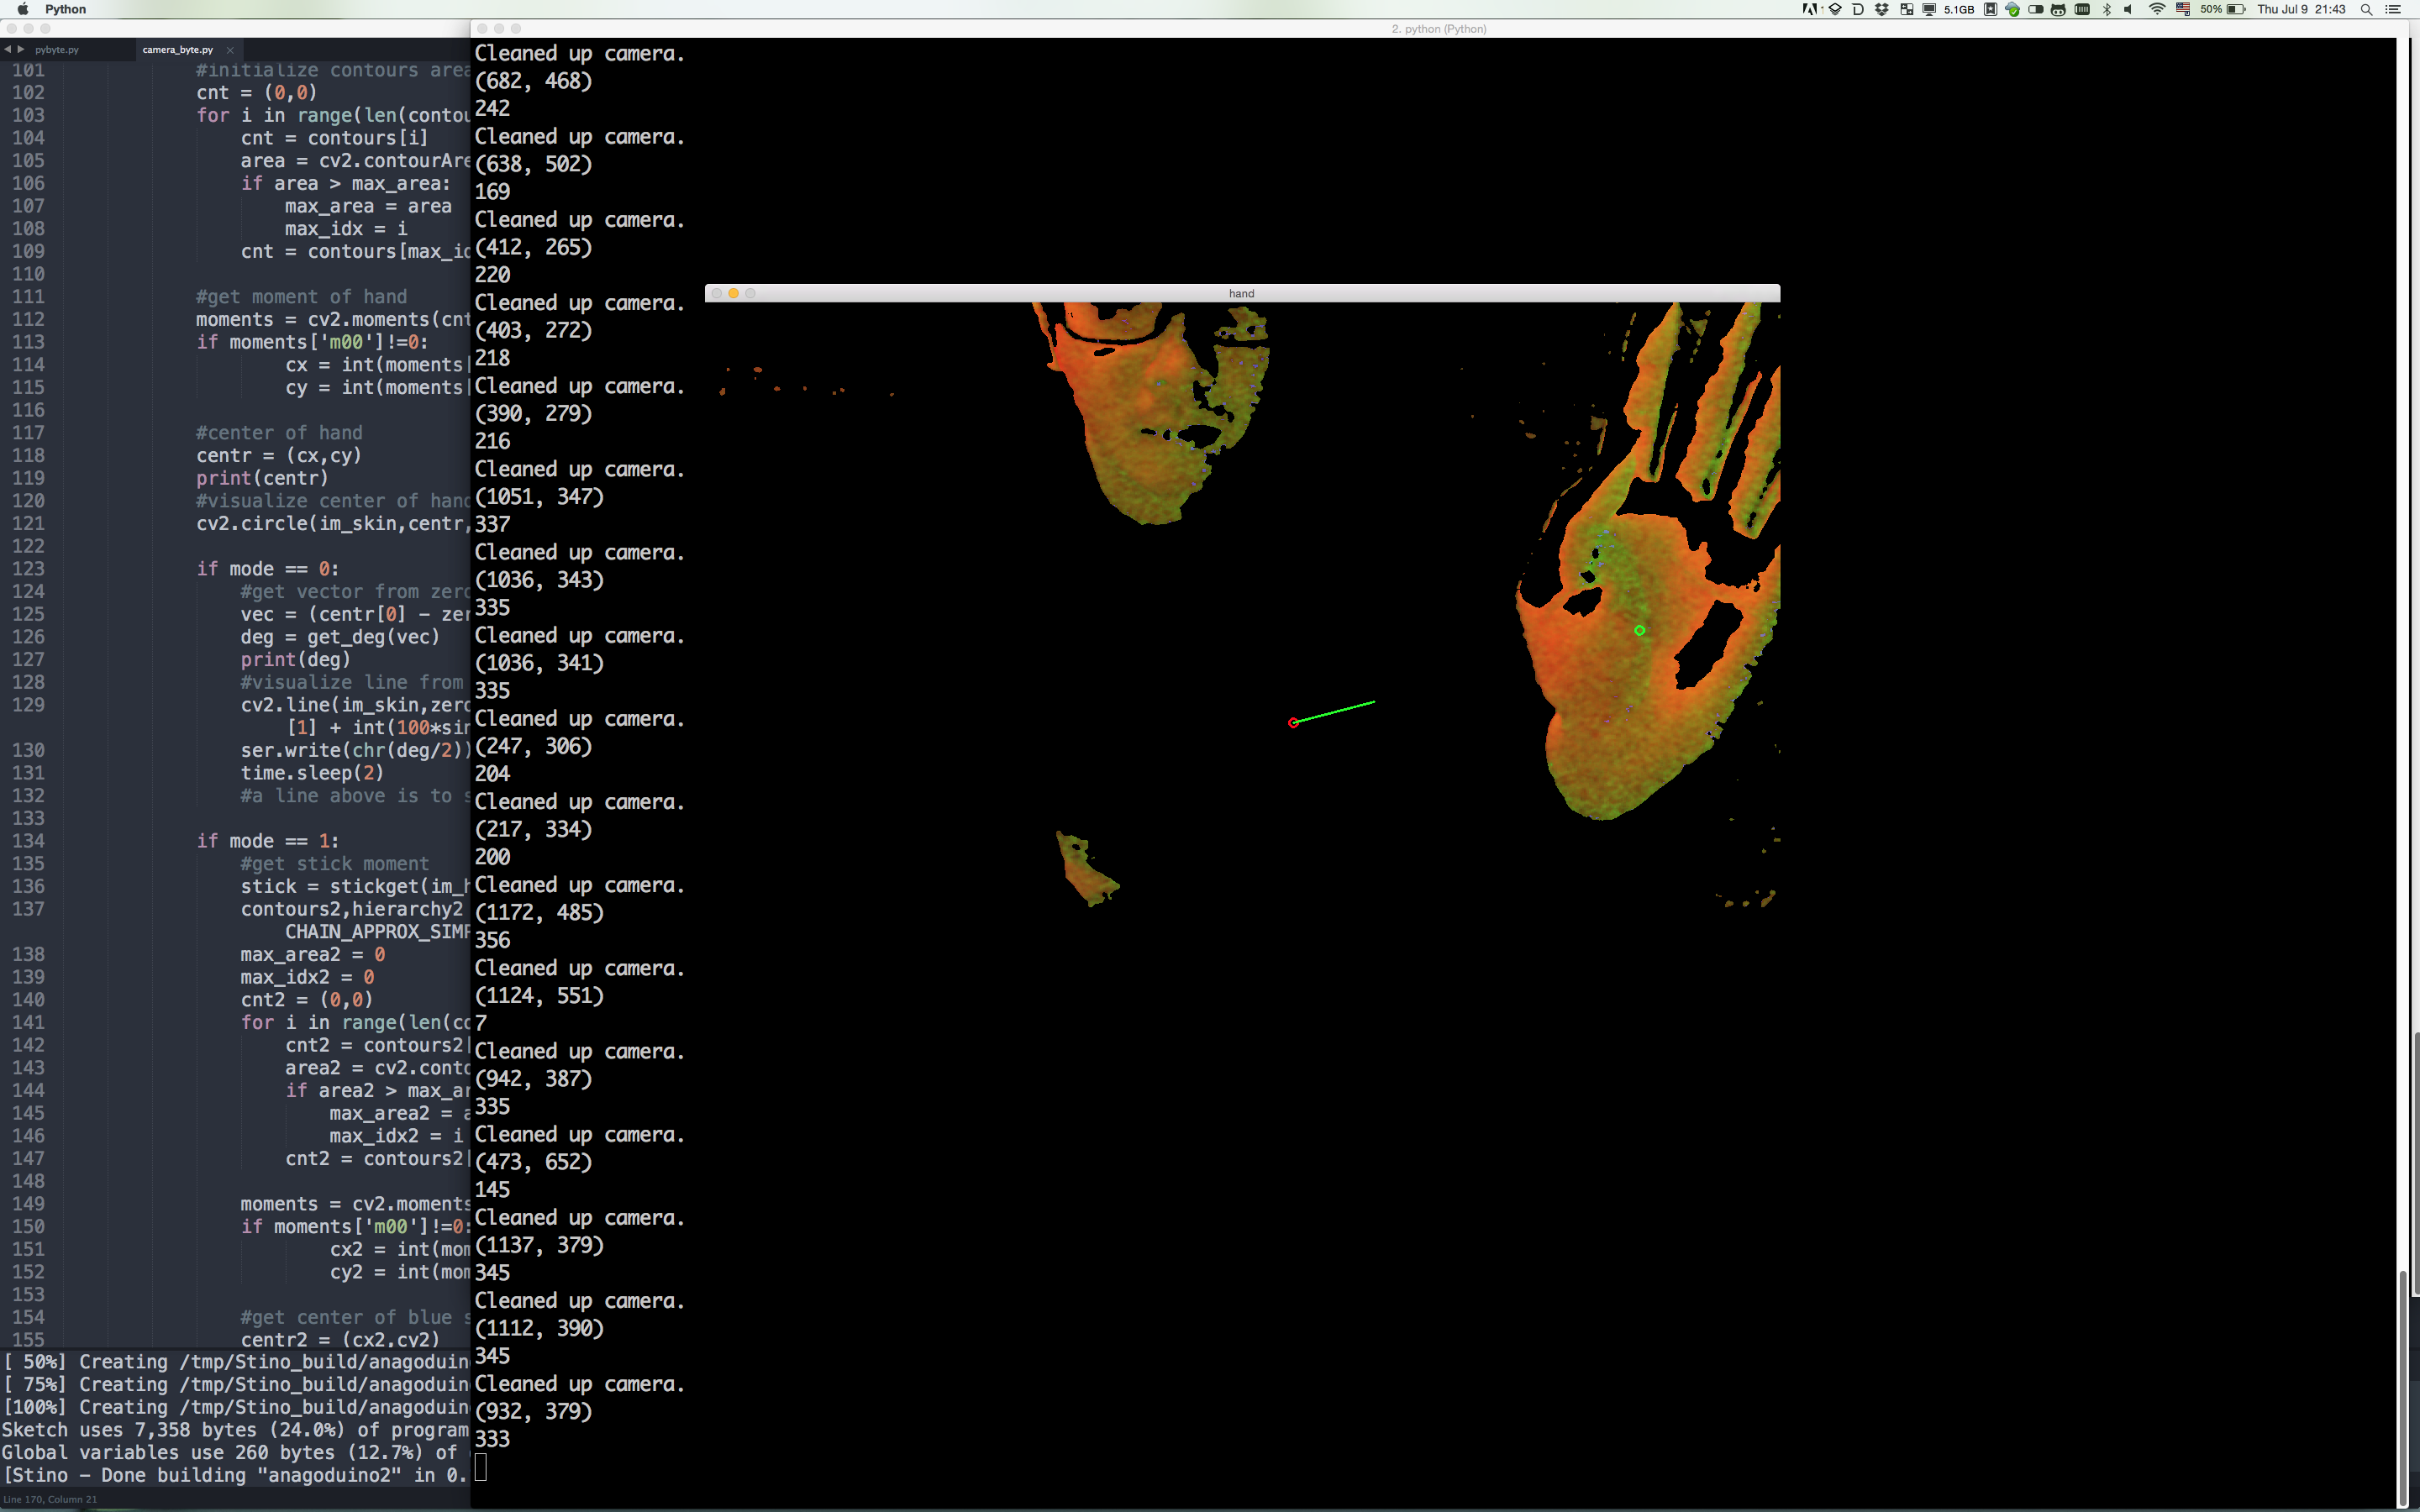 Python
5.1GB
50%
Thu Jul 9 21:43
2. python (Python)
pybyte.py
camera_byte.py
101 #initialize contours area
102 cnt = (0,0)
103 for i in range(len(contou
104 cnt = contours[i]
105 area = cv2.contourAre
106 if area > max_area:
107 max_area = area
108 max_idx = i
109 cnt = contours[max_id
110
111 #get moment of hand
112 moments = cv2.moments(cnt
113 if moments['m00']!=0:
114 cx = int(moments[
115 cy = int(moments[
116
117 #center of hand
118 centr = (cx,cy)
119 print(centr)
120 #visualize center of hand
121 cv2.circle(im_skin,centr,
122
123 if mode == 0:
124 #get vector from zero
125 vec = (centr[0] - zer
126 deg = get_deg(vec)
127 print(deg)
128 #visualize line from
129 cv2.line(im_skin,zero
[1] + int(100*sin
130 ser.write(chr(deg/2))
131 time.sleep(2)
132 #a line above is to s
133
134 if mode == 1:
135 #get stick moment
136 stick = stickget(im_h
137 contours2,hierarchy2
CHAIN_APPROX_SIMP
138 max_area2 = 0
139 max_idx2 = 0
140 cnt2 = (0,0)
141 for i in range(len(co
142 cnt2 = contours2[
143 area2 = cv2.conto
144 if area2 > max_ar
145 max_area2 = a
146 max_idx2 = i
147 cnt2 = contours2[
148
149 moments = cv2.moments
150 if moments['m00']!=0:
151 cx2 = int(mom
152 cy2 = int(mom
153
154 #get center of blue s
155 centr2 = (cx2,cy2)
[ 50%] Creating /tmp/Stino_build/anagoduino
[ 75%] Creating /tmp/Stino_build/anagoduino
[100%] Creating /tmp/Stino_build/anagoduino
Sketch uses 7,358 bytes (24.0%) of program
Global variables use 260 bytes (12.7%) of
[Stino - Done building "anagoduino2" in 0.
Line 170, Column 21
Cleaned up camera.
(682, 468)
242
Cleaned up camera.
(638, 502)
169
Cleaned up camera.
(412, 265)
220
Cleaned up camera.
(403, 272)
218
Cleaned up camera.
(390, 279)
216
Cleaned up camera.
(1051, 347)
337
Cleaned up camera.
(1036, 343)
335
Cleaned up camera.
(1036, 341)
335
Cleaned up camera.
(247, 306)
204
Cleaned up camera.
(217, 334)
200
Cleaned up camera.
(1172, 485)
356
Cleaned up camera.
(1124, 551)
7
Cleaned up camera.
(942, 387)
335
Cleaned up camera.
(473, 652)
145
Cleaned up camera.
(1137, 379)
345
Cleaned up camera.
(1112, 390)
345
Cleaned up camera.
(932, 379)
333
hand